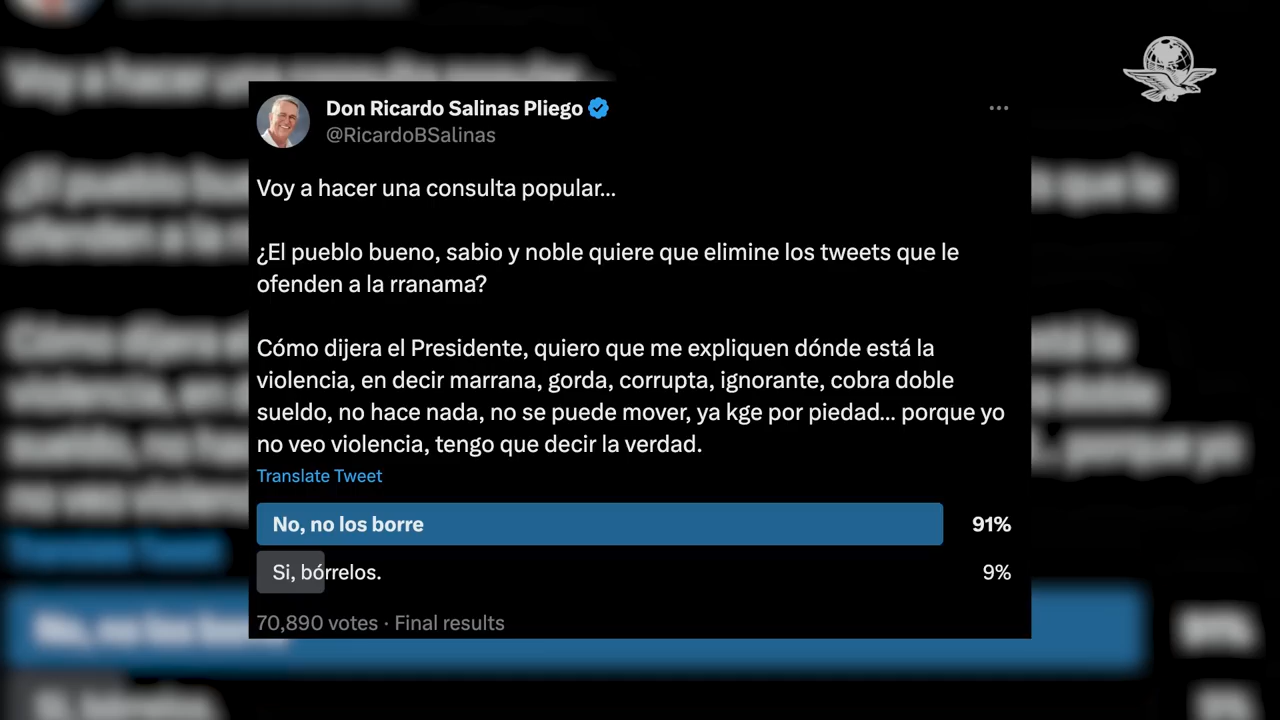 Don Ricardo Salinas Pliego
@RicardoBSalinas
Voy a hacer una consulta popular...
¿El pueblo bueno, sabio y noble quiere que elimine los tweets que le
ofenden a la rranama?
Cómo dijera el Presidente, quiero que me expliquen dónde está la
violencia, en decir marrana, gorda, corrupta, ignorante, cobra doble
sueldo, no hace nada, no se puede mover, ya kge por piedad... porque yo
no veo violencia, tengo que decir la verdad.
Translate Tweet
No, no los borre 91%
Si, bórrelos. 9%
70,890 votes · Final results